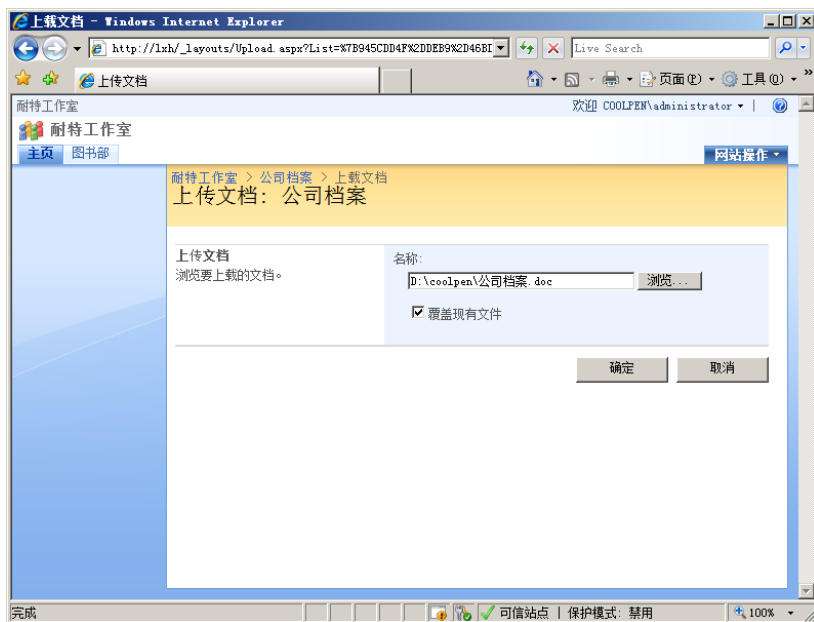 上载文档 - Windows Internet Explorer
http://lxh/_layouts/Upload.aspx?List=%7B945CDD4F%2DDEB9%2D46BI
Live Search
上传文档
页面(P)
工具(O)
耐特工作室
欢迎 COOLPEN\administrator
耐特工作室
主页 图书部
网站操作
耐特工作室 > 公司档案 > 上载文档
上传文档: 公司档案
上传文档
浏览要上载的文档。
名称:
D:\coolpen\公司档案.doc
浏览...
覆盖现有文件
确定 取消
完成
可信站点 | 保护模式: 禁用
100%